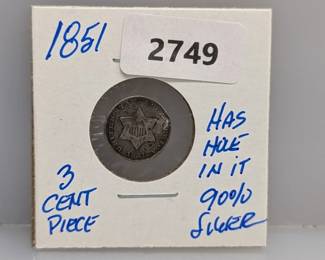 1851
2749
3
CENT
PIECE
HAS
HOLE
IN IT
90%
SILVER